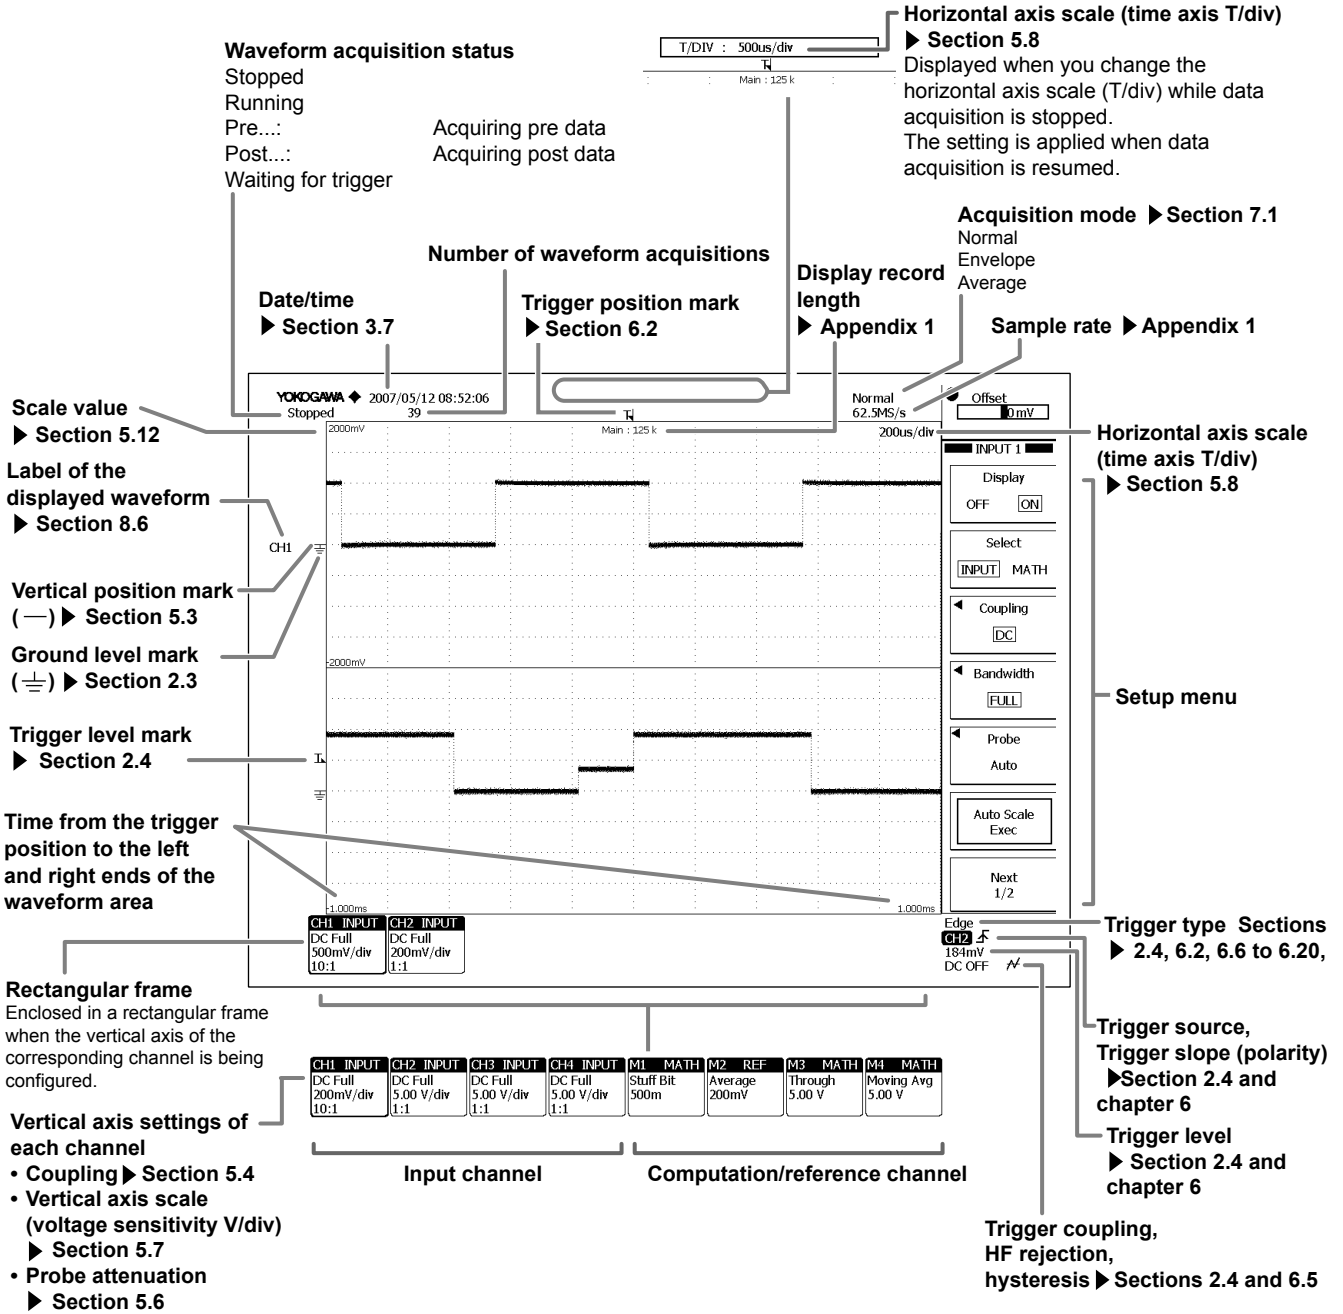 Horizontal axis scale (time axis T/div)
▶ Section 5.8
Displayed when you change the
horizontal axis scale (T/div) while data
acquisition is stopped.
The setting is applied when data
acquisition is resumed.
T/DIV : 500us/div
T
Main : 125 k
Waveform acquisition status
Stopped
Running
Pre...: Acquiring pre data
Post...: Acquiring post data
Waiting for trigger
Acquisition mode ▶ Section 7.1
Normal
Envelope
Average
Number of waveform acquisitions
Display record
length
▶ Appendix 1
Date/time
▶ Section 3.7
Trigger position mark
▶ Section 6.2
Sample rate ▶ Appendix 1
YOKOGAWA ◆ 2007/05/12 08:52:06
Stopped 39
T
Normal
62.5MS/s
Main : 125 k
200us/div
2000mV
Scale value
▶ Section 5.12
Label of the
displayed waveform
▶ Section 8.6
CH1
Vertical position mark
( — ) ▶ Section 5.3
Ground level mark
( ⏚ ) ▶ Section 2.3
-2000mV
Trigger level mark
▶ Section 2.4
T
Time from the trigger
position to the left
and right ends of the
waveform area
-1.000ms
1.000ms
Offset
0mV
INPUT 1
Display
OFF ON
Select
INPUT MATH
Coupling
DC
Bandwidth
FULL
Probe
Auto
Auto Scale
Exec
Next
1/2
Horizontal axis scale
(time axis T/div)
▶ Section 5.8
Setup menu
CH1 INPUT
DC Full
500mV/div
10:1
CH2 INPUT
DC Full
200mV/div
1:1
Edge
CH2
184mV
DC OFF
Trigger type Sections
▶ 2.4, 6.2, 6.6 to 6.20,
Rectangular frame
Enclosed in a rectangular frame
when the vertical axis of the
corresponding channel is being
configured.
Trigger source,
Trigger slope (polarity)
▶Section 2.4 and
chapter 6
Trigger level
▶ Section 2.4 and
chapter 6
CH1 INPUT
DC Full
200mV/div
10:1
CH2 INPUT
DC Full
5.00 V/div
1:1
CH3 INPUT
DC Full
5.00 V/div
1:1
CH4 INPUT
DC Full
5.00 V/div
1:1
M1 MATH
Stuff Bit
500m
M2 REF
Average
200mV
M3 MATH
Through
5.00 V
M4 MATH
Moving Avg
5.00 V
Input channel
Computation/reference channel
Vertical axis settings of
each channel
• Coupling ▶ Section 5.4
• Vertical axis scale
(voltage sensitivity V/div)
▶ Section 5.7
• Probe attenuation
▶ Section 5.6
Trigger coupling,
HF rejection,
hysteresis ▶ Sections 2.4 and 6.5